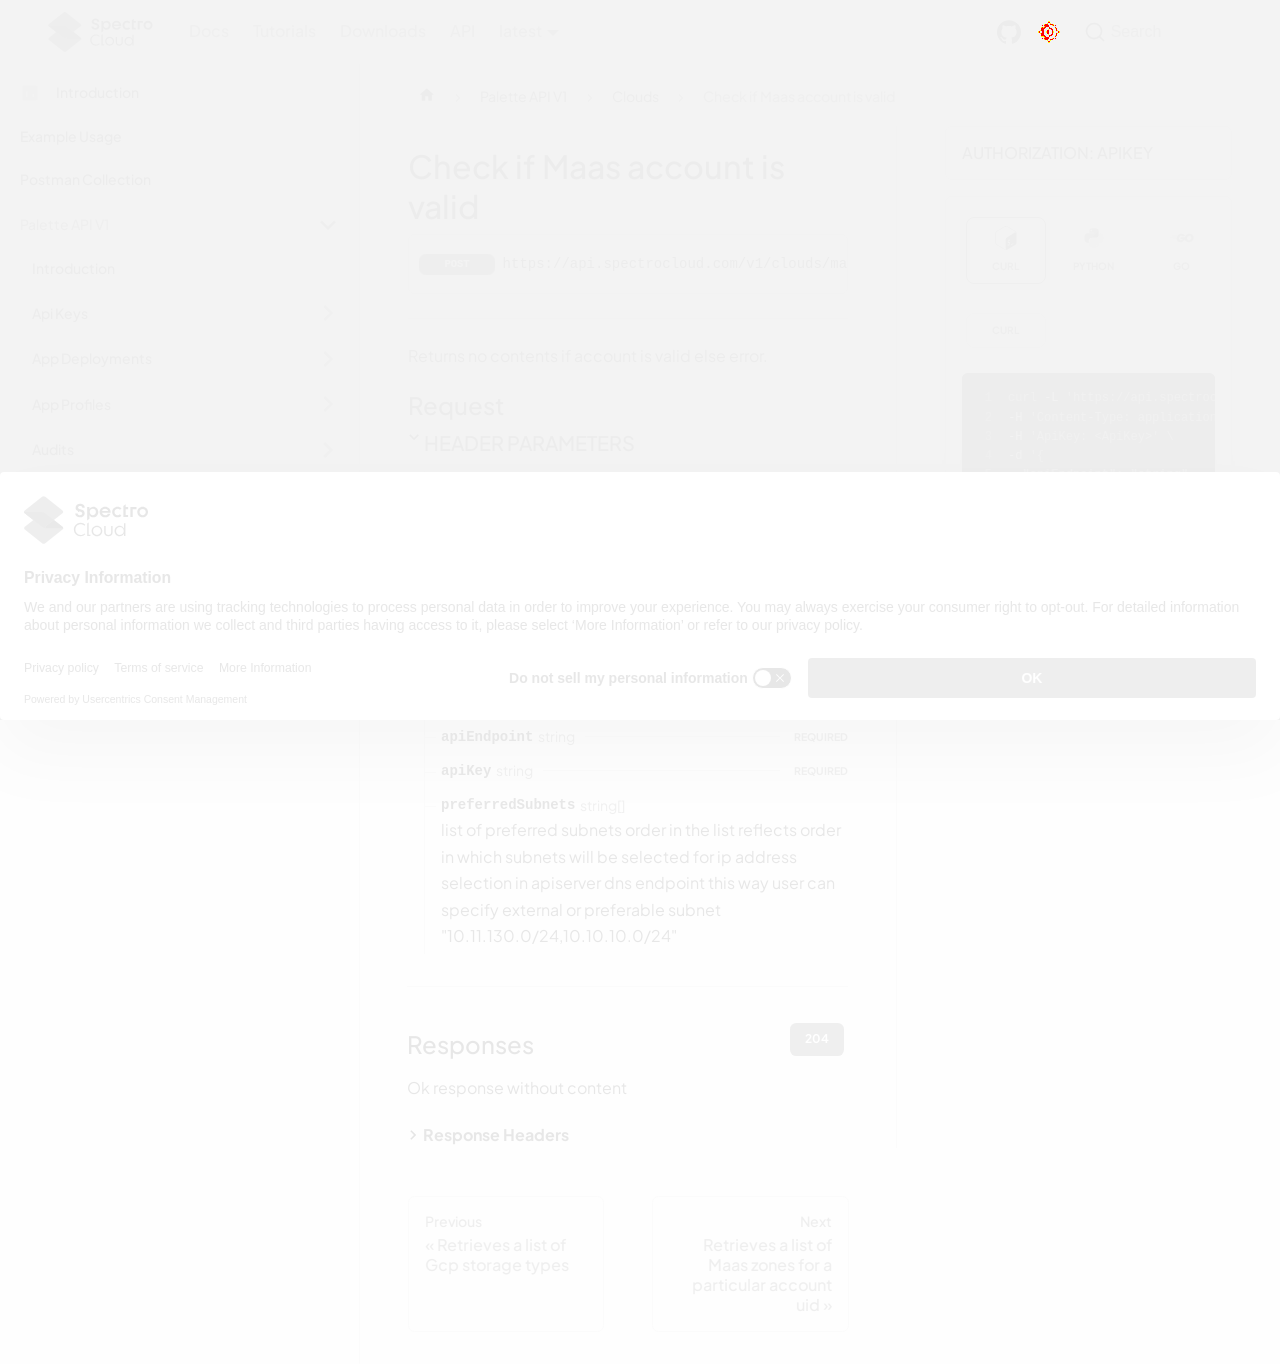 Spectro Cloud
Docs Tutorials Downloads API latest
Search
Introduction
Example Usage
Postman Collection
Palette API V1
Introduction
Api Keys
App Deployments
App Profiles
Audits
Palette API V1
Clouds
Check if Maas account is valid
Check if Maas account is
valid
POST
https://api.spectrocloud.com/v1/clouds/ma
Returns no contents if account is valid else error.
Request
HEADER PARAMETERS
AUTHORIZATION: APIKEY
CURL
PYTHON
GO
CURL
Spectro
Cloud
Privacy Information
We and our partners are using tracking technologies to process personal data in order to improve your experience. You may always exercise your consumer right to opt-out. For detailed information
about personal information we collect and third parties having access to it, please select 'More Information' or refer to our privacy policy.
Privacy policy Terms of service More Information
Do not sell my personal information
OK
Powered by Usercentrics Consent Management
apiEndpoint string REQUIRED
apiKey string REQUIRED
preferredSubnets string[]
list of preferred subnets order in the list reflects order
in which subnets will be selected for ip address
selection in apiserver dns endpoint this way user can
specify external or preferable subnet
"10.11.130.0/24,10.10.10.0/24"
Responses
204
Ok response without content
Response Headers
Previous
« Retrieves a list of
Gcp storage types
Next
Retrieves a list of
Maas zones for a
particular account
uid »